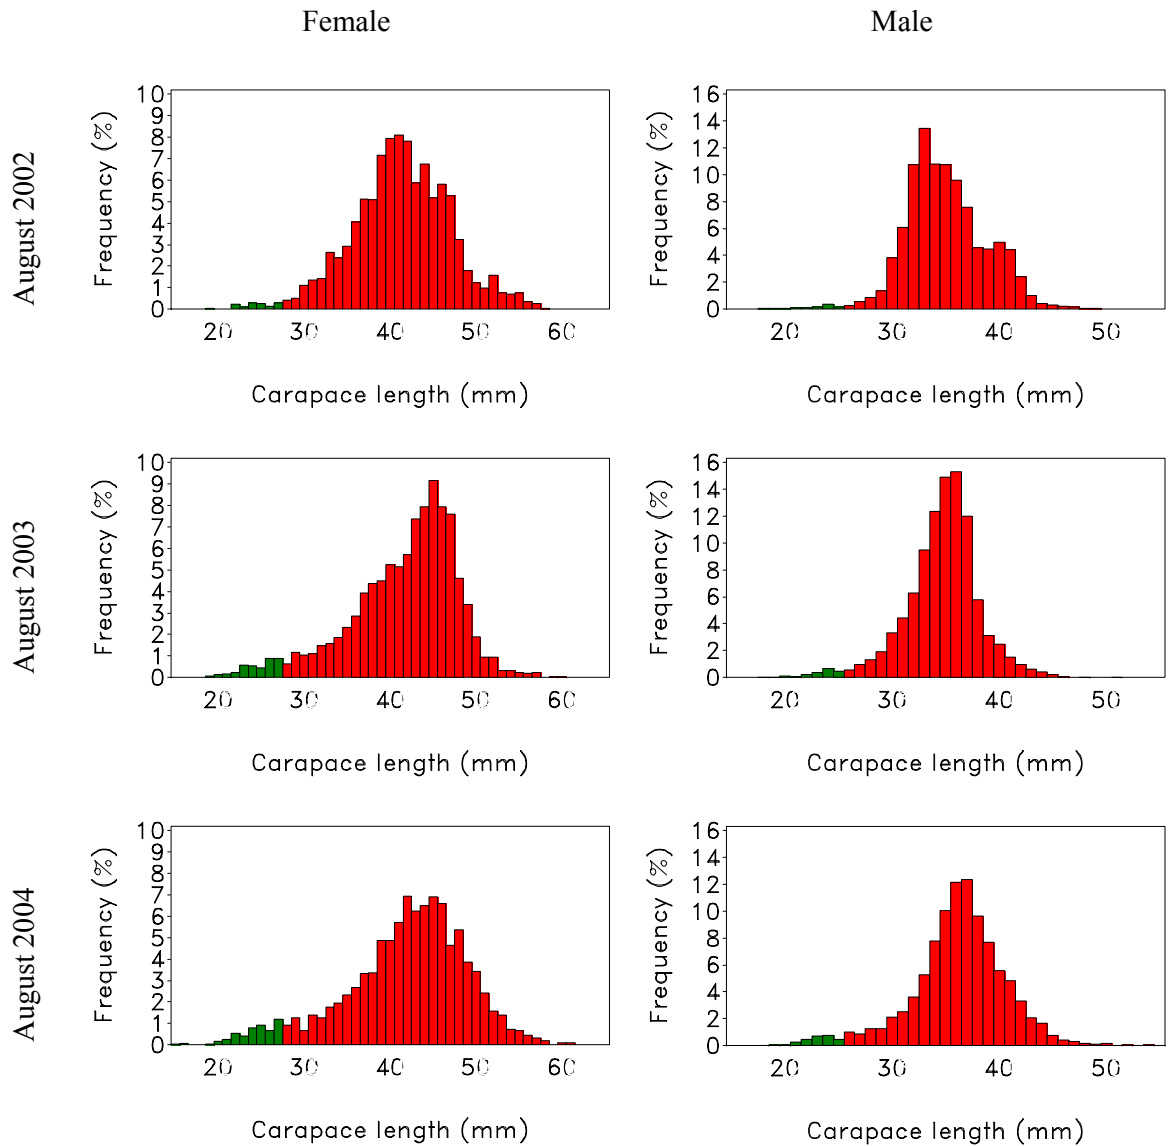 Female Male
August 2002
Frequency (%)
10
9
8
7
6
5
4
3
2
1
0
20 30 40 50 60
Carapace length (mm)
Frequency (%)
16
14
12
10
8
6
4
2
0
20 30 40 50
Carapace length (mm)
August 2003
Frequency (%)
10
9
8
7
6
5
4
3
2
1
0
20 30 40 50 60
Carapace length (mm)
Frequency (%)
16
14
12
10
8
6
4
2
0
20 30 40 50
Carapace length (mm)
August 2004
Frequency (%)
10
9
8
7
6
5
4
3
2
1
0
20 30 40 50 60
Carapace length (mm)
Frequency (%)
16
14
12
10
8
6
4
2
0
20 30 40 50
Carapace length (mm)